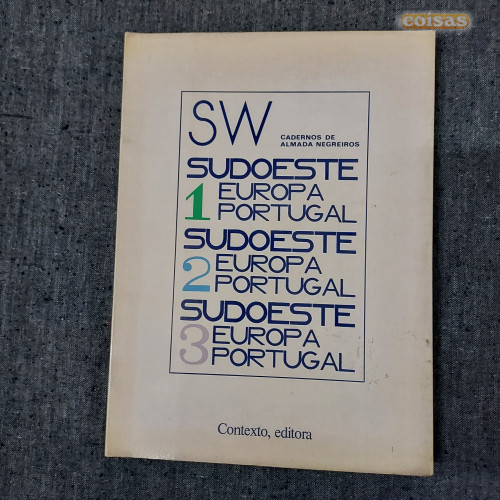 coisas
SW
CADERNOS DE
ALMADA NEGREIROS
SUDOESTE
1 EUROPA
PORTUGAL
SUDOESTE
2 EUROPA
PORTUGAL
SUDOESTE
3 EUROPA
PORTUGAL
Contexto, editora